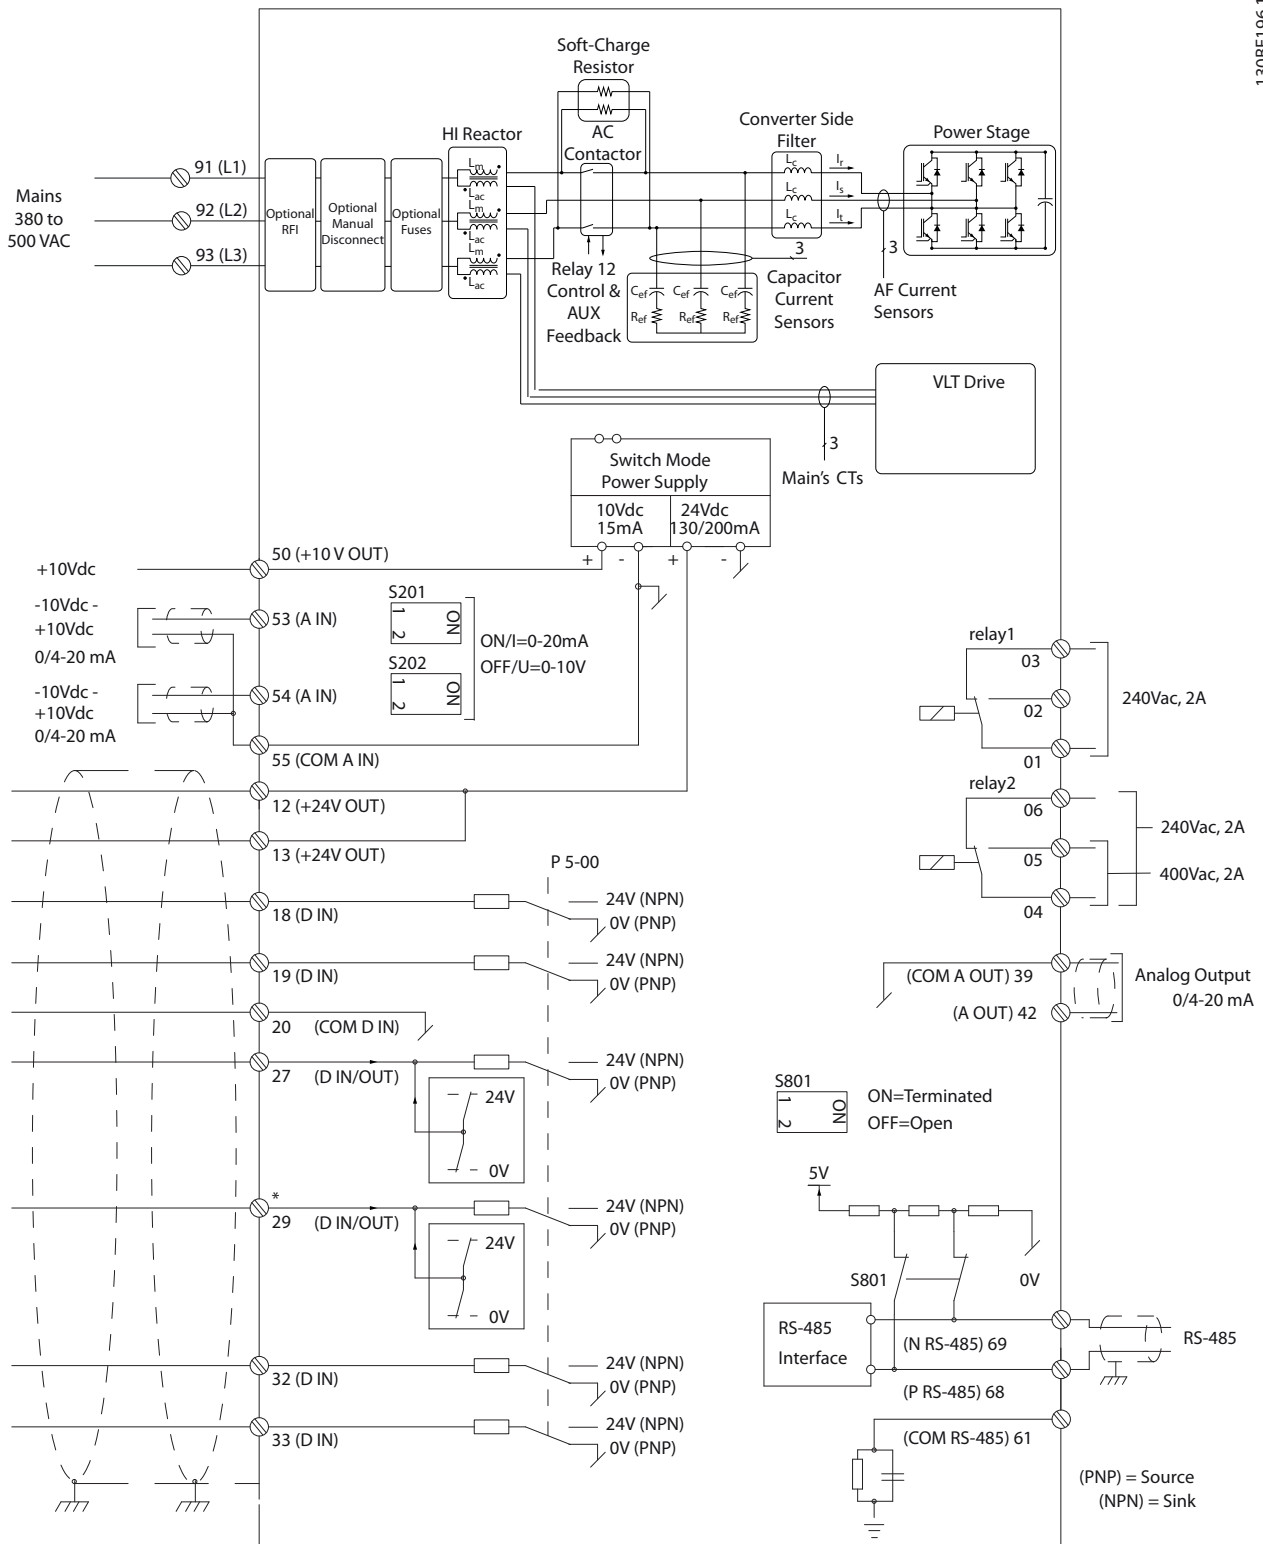 130BE196.1
Soft-Charge
Resistor
AC
Contactor
HI Reactor
Converter Side
Filter
Power Stage
Mains
380 to
500 VAC
91 (L1)
92 (L2)
93 (L3)
Optional
RFI
Optional
Manual
Disconnect
Optional
Fuses
Lm
Lac
Lm
Lac
Lm
Lac
Lc
Lc
Lc
Ir
Is
It
3
3
Relay 12
Control &
AUX
Feedback
Cef
Cef
Cef
Ref
Ref
Ref
Capacitor
Current
Sensors
AF Current
Sensors
VLT Drive
3
Main's CTs
Switch Mode
Power Supply
10Vdc
15mA
24Vdc
130/200mA
+ - + -
+10Vdc
50 (+10 V OUT)
-10Vdc -
+10Vdc
0/4-20 mA
53 (A IN)
S201
1
2
ON
S202
1
2
ON
ON/I=0-20mA
OFF/U=0-10V
-10Vdc -
+10Vdc
0/4-20 mA
54 (A IN)
55 (COM A IN)
12 (+24V OUT)
13 (+24V OUT)
P 5-00
18 (D IN)
24V (NPN)
0V (PNP)
19 (D IN)
24V (NPN)
0V (PNP)
20 (COM D IN)
27 (D IN/OUT)
24V (NPN)
0V (PNP)
24V
0V
*
29 (D IN/OUT)
24V (NPN)
0V (PNP)
24V
0V
32 (D IN)
24V (NPN)
0V (PNP)
33 (D IN)
24V (NPN)
0V (PNP)
relay1
03
02
01
240Vac, 2A
relay2
06
05
04
240Vac, 2A
400Vac, 2A
(COM A OUT) 39
(A OUT) 42
Analog Output
0/4-20 mA
S801
1
2
ON
ON=Terminated
OFF=Open
5V
S801
0V
RS-485
Interface
(N RS-485) 69
(P RS-485) 68
(COM RS-485) 61
RS-485
(PNP) = Source
(NPN) = Sink